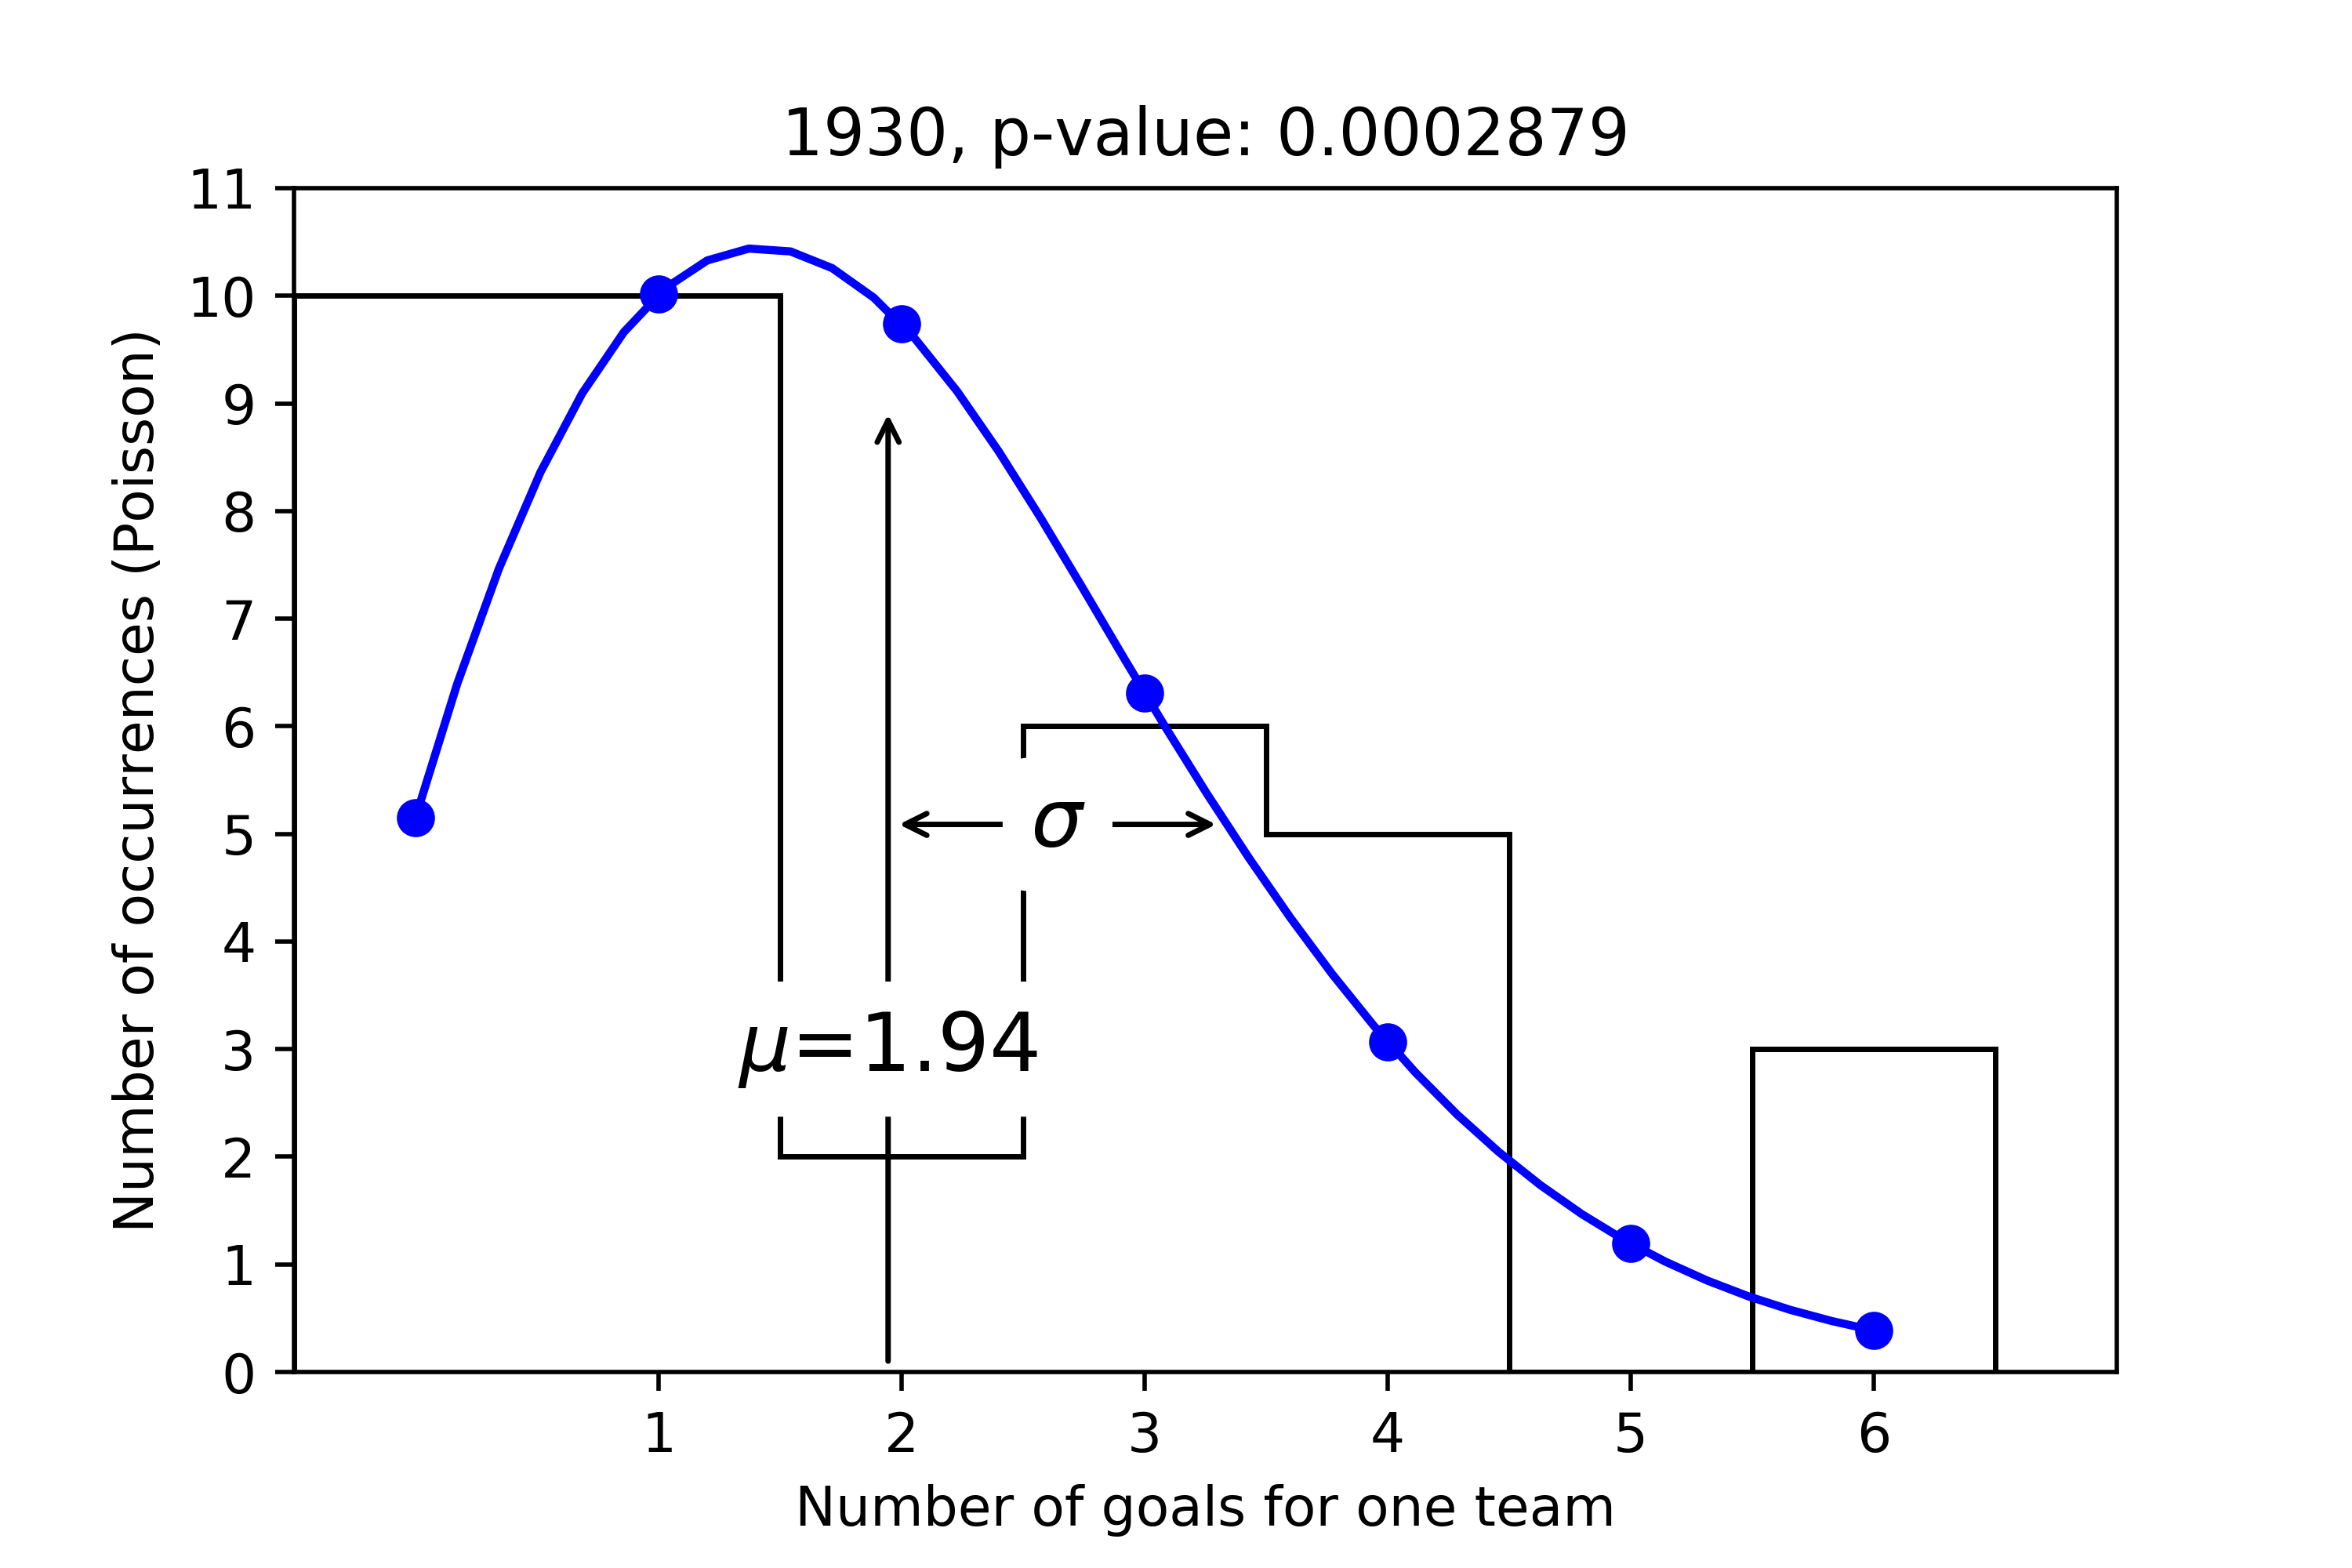 1930, p-value: 0.0002879
Number of occurrences (Poisson)
11
10
9
8
7
6
5
4
3
2
1
0
σ
μ=1.94
1 2 3 4 5 6
Number of goals for one team